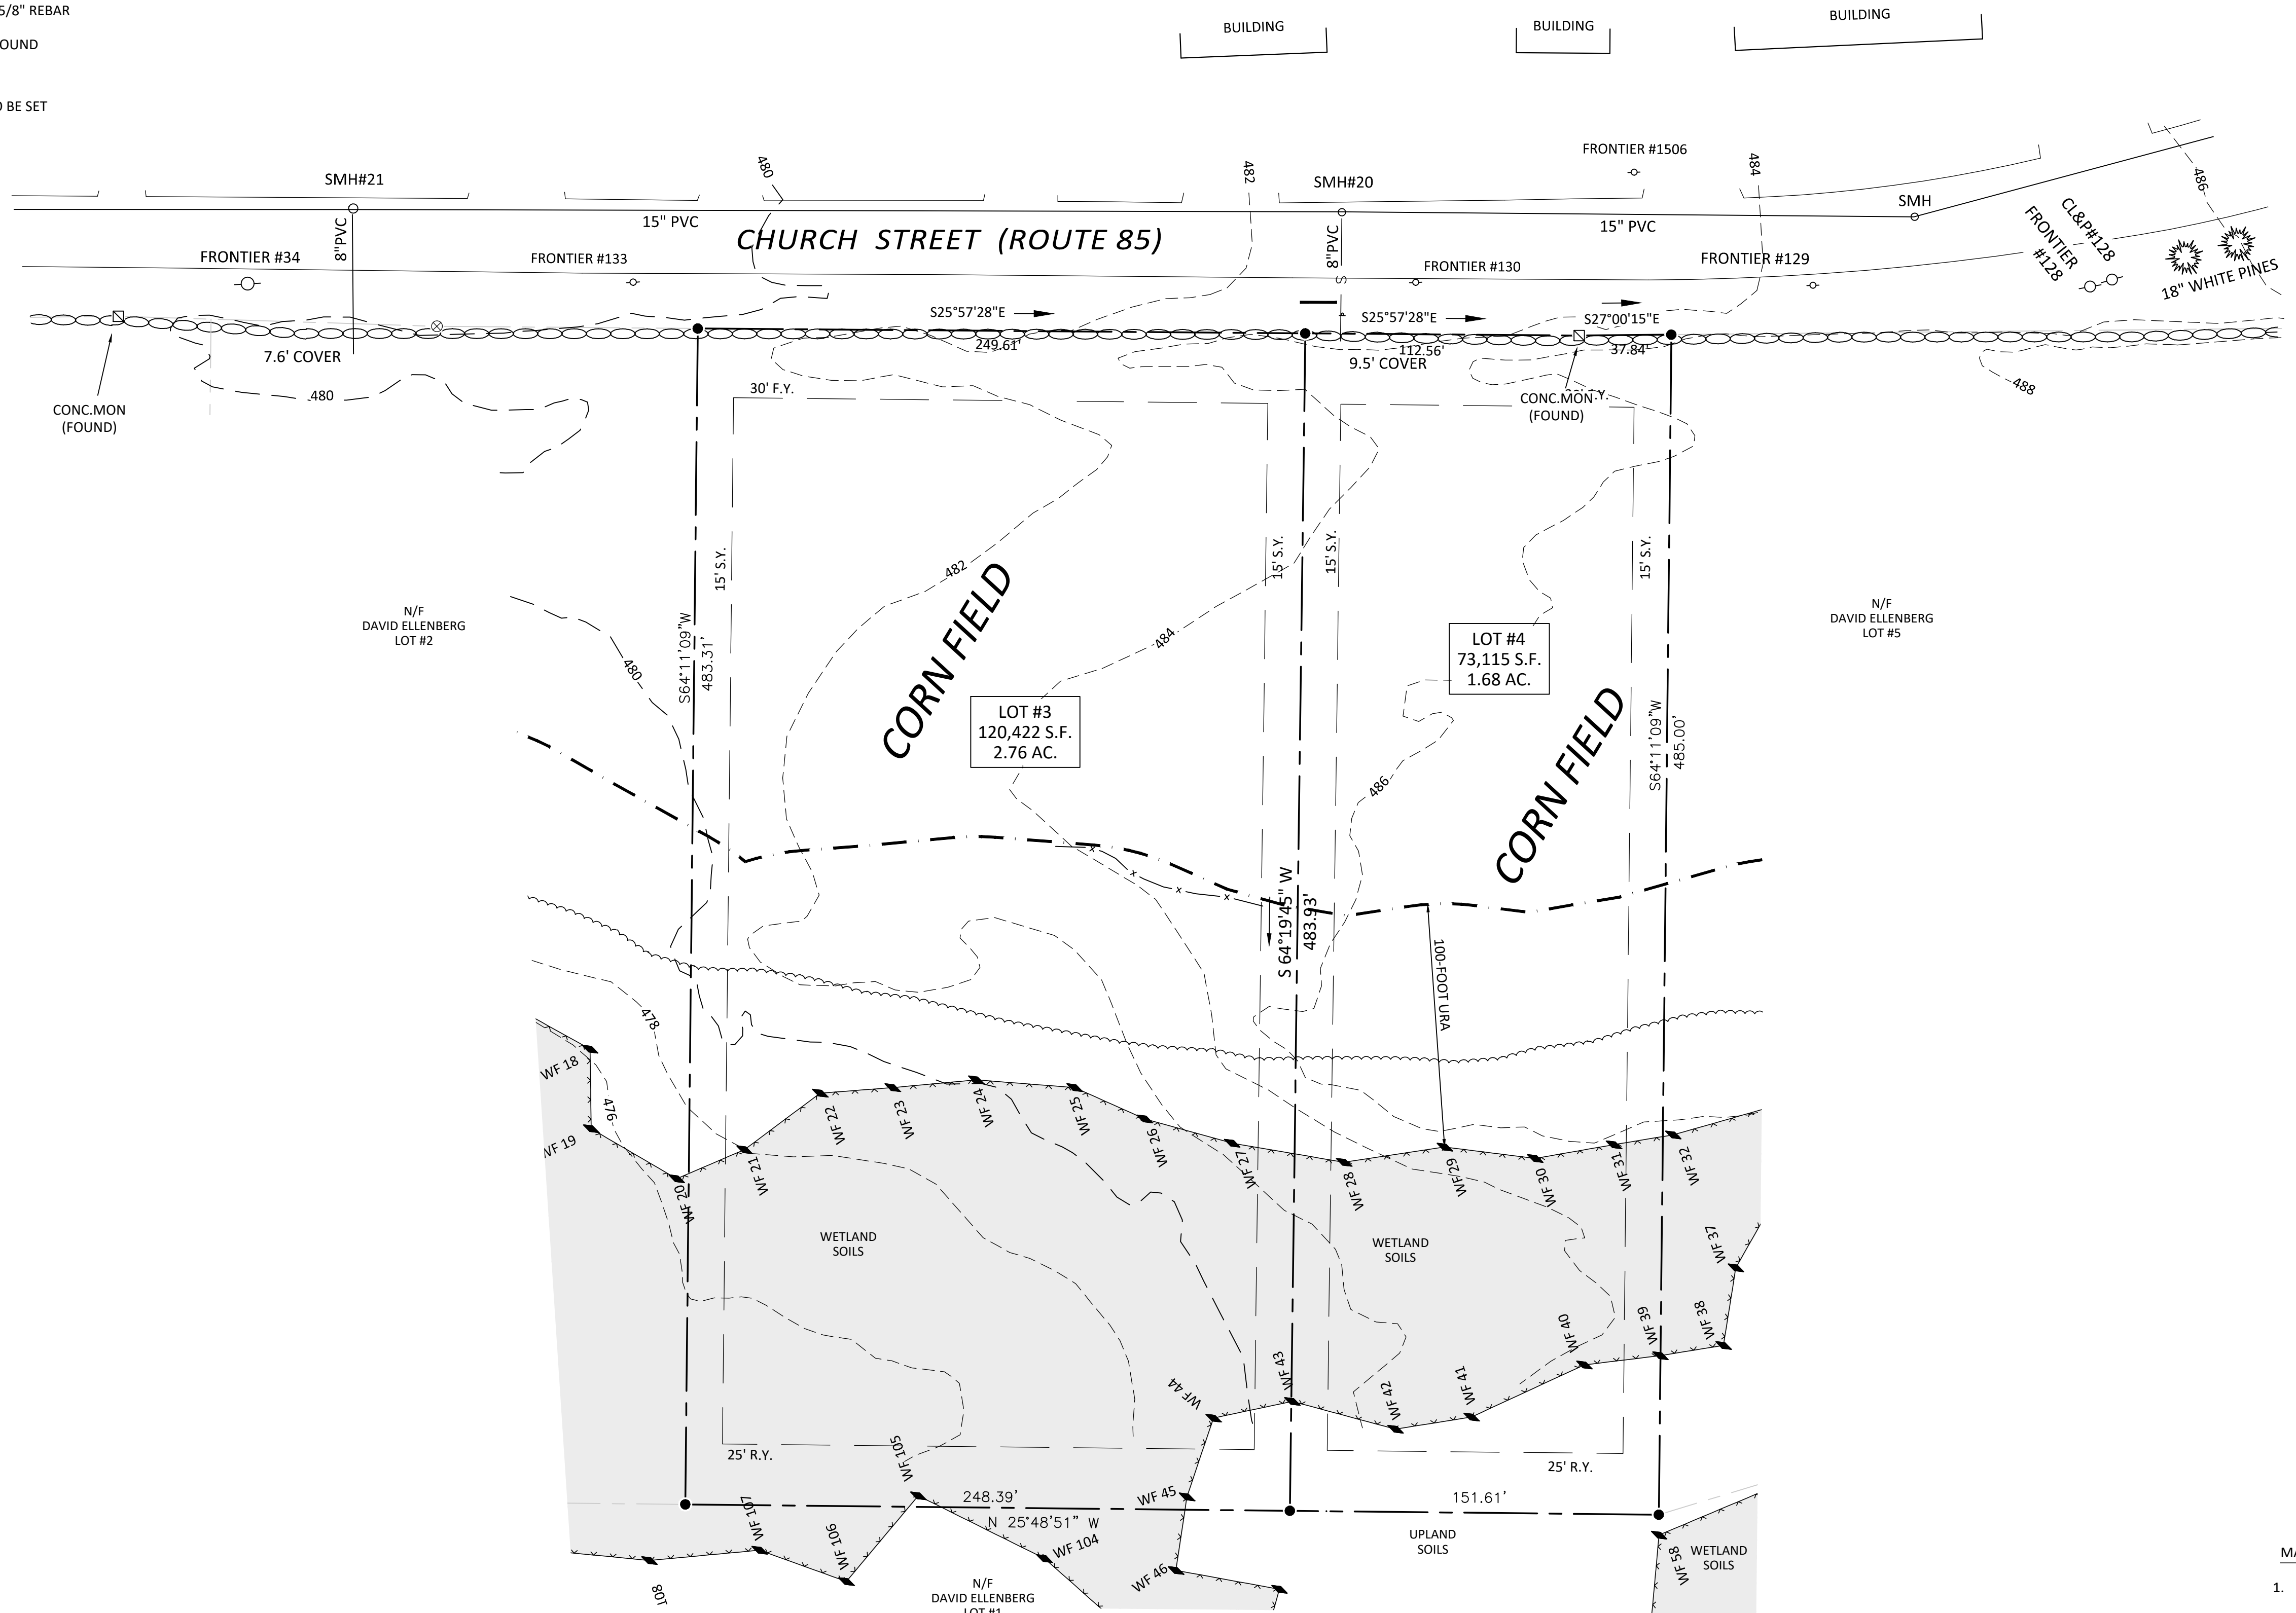 5/8" REBAR
OUND
BE SET
BUILDING
BUILDING
BUILDING
SMH#21
480
482
SMH#20
FRONTIER #1506
484
SMH
486
8"PVC
15" PVC
CHURCH STREET (ROUTE 85)
8"PVC
S
15" PVC
CL&P#128
FRONTIER
#128
18" WHITE PINES
FRONTIER #34
FRONTIER #133
FRONTIER #130
FRONTIER #129
S25°57'28"E
S25°57'28"E
S27°00'15"E
249.61'
112.56'
37.84'
7.6' COVER
9.5' COVER
CONC.MON
(FOUND)
480
30' F.Y.
CONC.MON
(FOUND)
488
15' S.Y.
15' S.Y.
15' S.Y.
15' S.Y.
482
484
480
486
N/F
DAVID ELLENBERG
LOT #2
S64°11'09"W
483.31'
CORN FIELD
LOT #3
120,422 S.F.
2.76 AC.
LOT #4
73,115 S.F.
1.68 AC.
CORN FIELD
N/F
DAVID ELLENBERG
LOT #5
S64°11'09"W
485.00'
S 64°19'45" W
483.93'
100-FOOT URA
478
476
WF 18
WF 19
WF 20
WF 21
WF 22
WF 23
WF 24
WF 25
WF 26
WF 27
WF 28
WF 29
WF 30
WF 31
WF 32
WETLAND
SOILS
WETLAND
SOILS
WF 37
WF 38
WF 39
WF 40
WF 41
WF 42
WF 43
WF 44
25' R.Y.
25' R.Y.
WF 105
WF 45
248.39'
N 25°48'51" W
151.61'
WF 107
WF 106
WF 104
WF 46
108
UPLAND
SOILS
WF 58
WETLAND
SOILS
N/F
DAVID ELLENBERG
LOT #1
1.